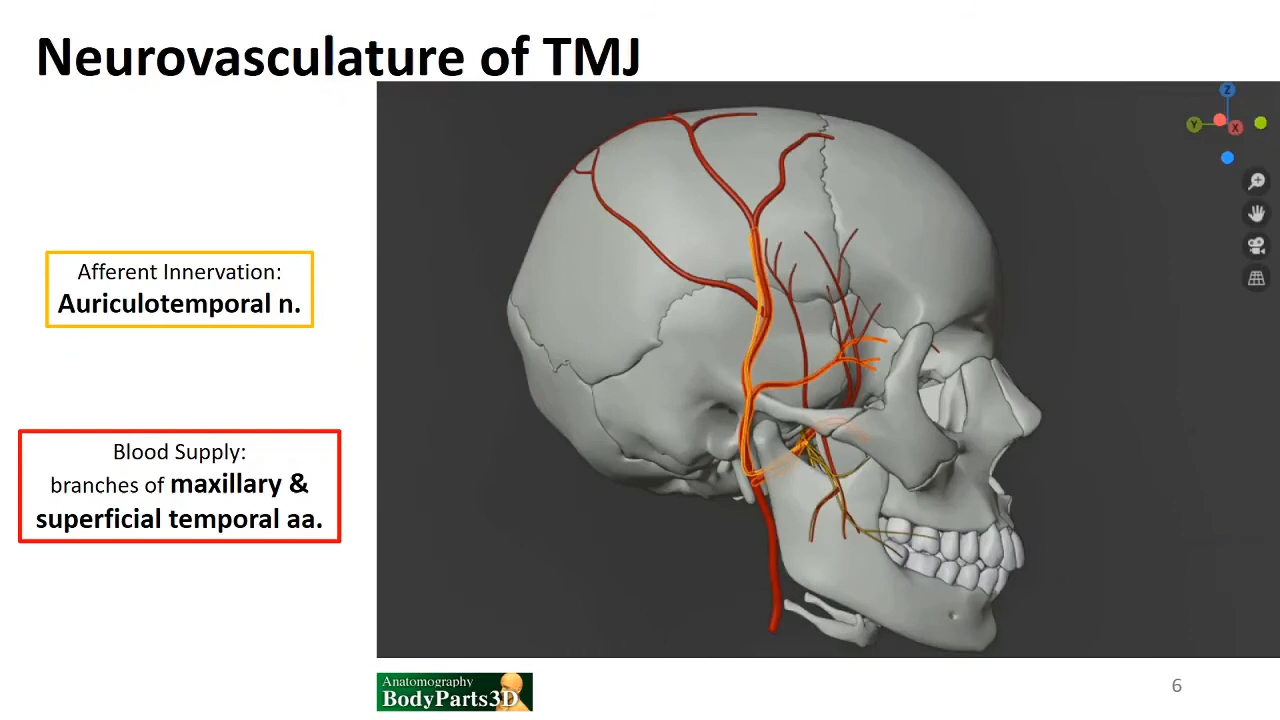 Neurovasculature of TMJ
Z
Y
X
Afferent Innervation:
Auriculotemporal n.
Blood Supply:
branches of maxillary &
superficial temporal aa.
Anatomography
BodyParts3D
6